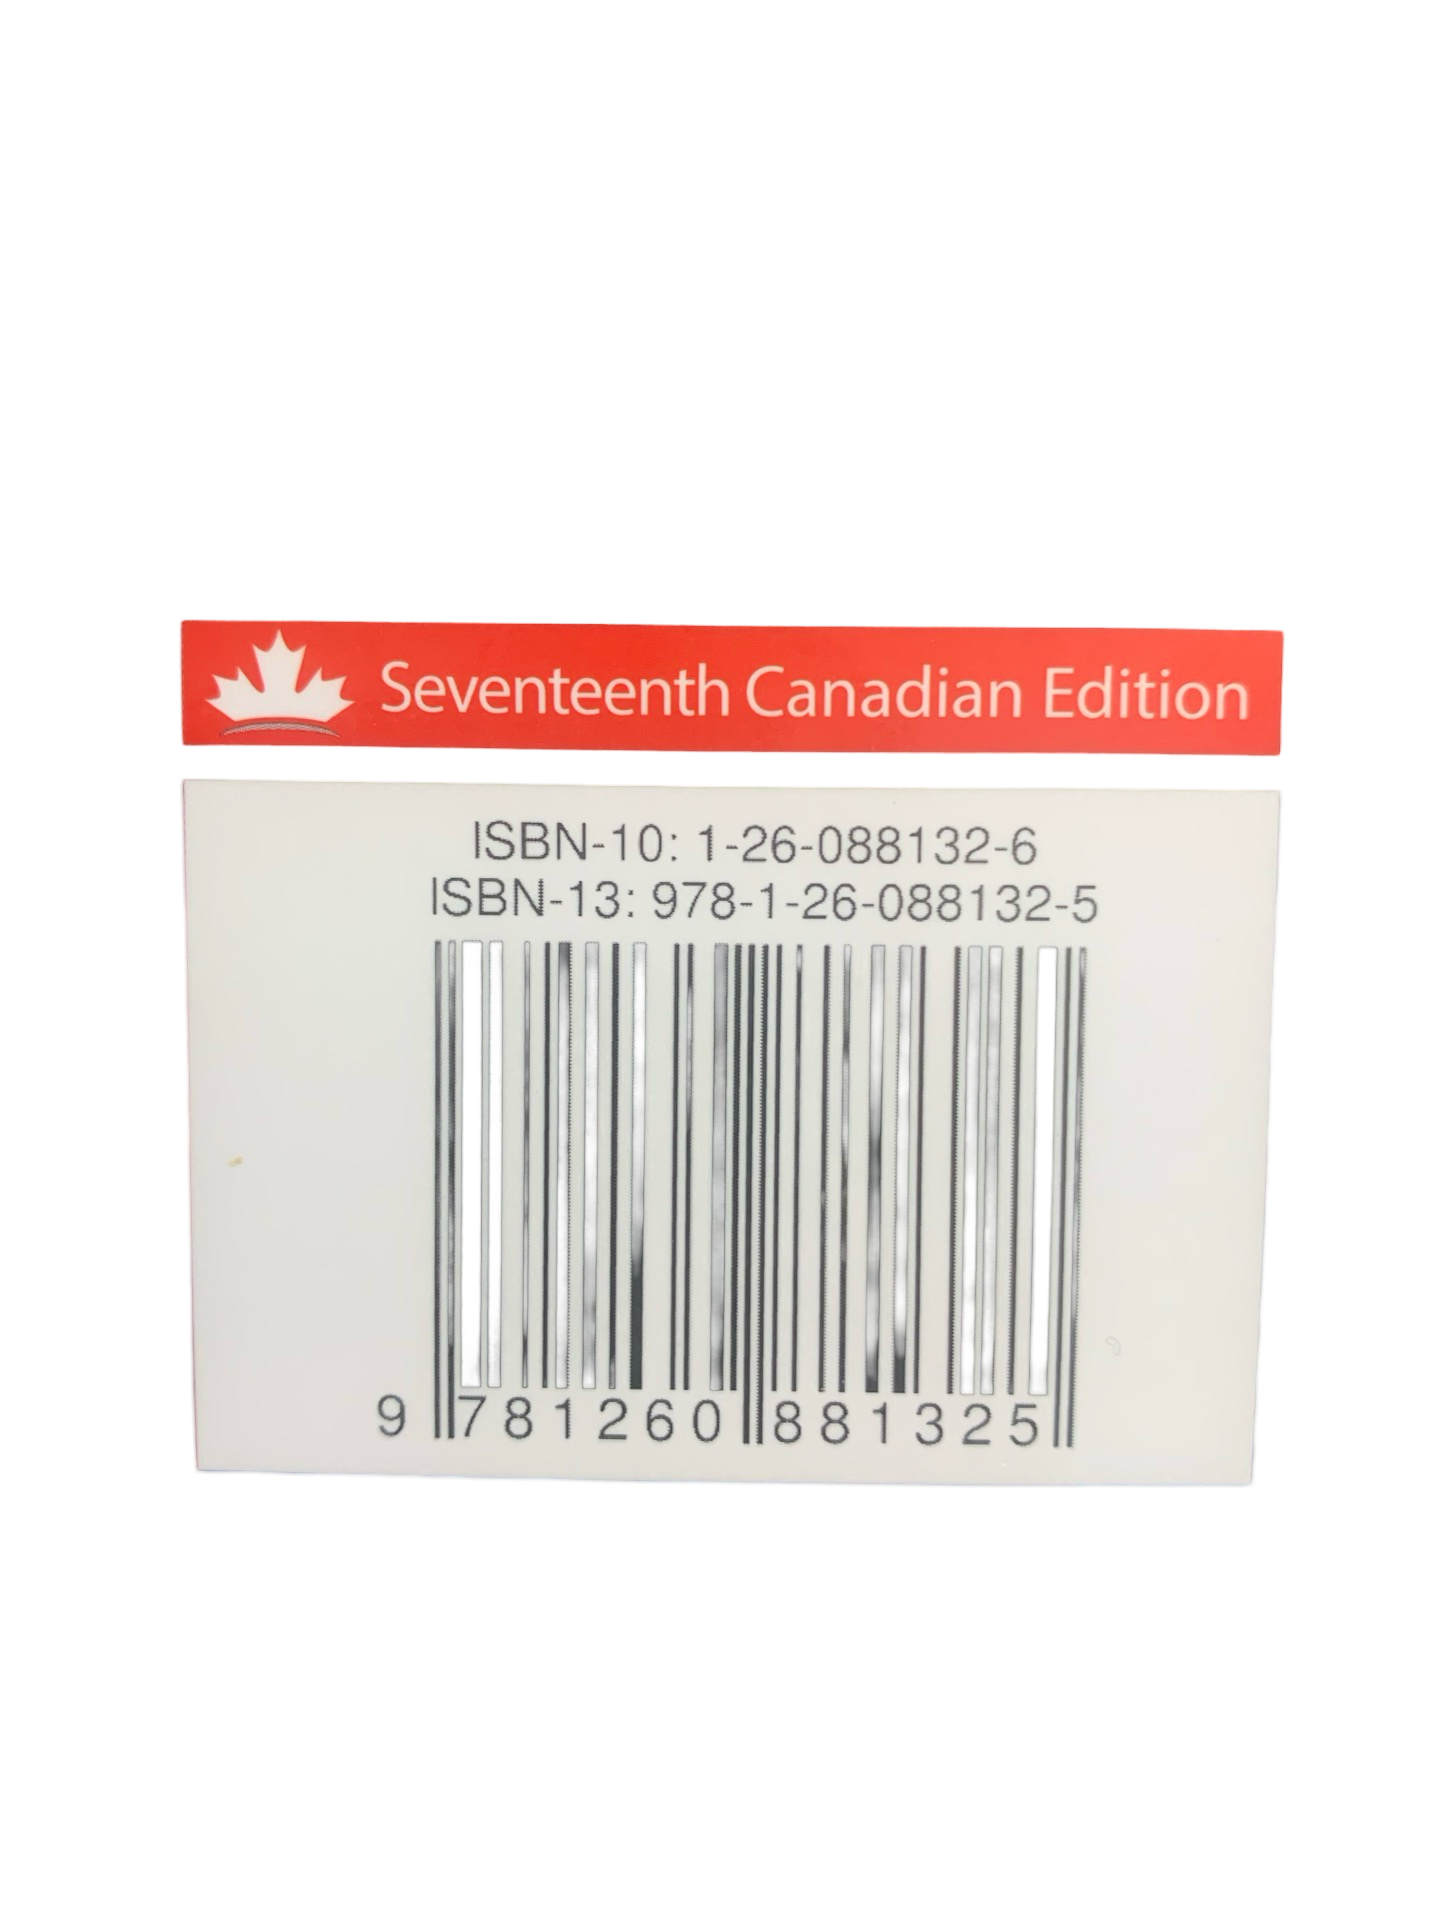 Seventeenth Canadian Edition
ISBN-10: 1-26-088132-6
ISBN-13: 978-1-26-088132-5
9 781260 881325